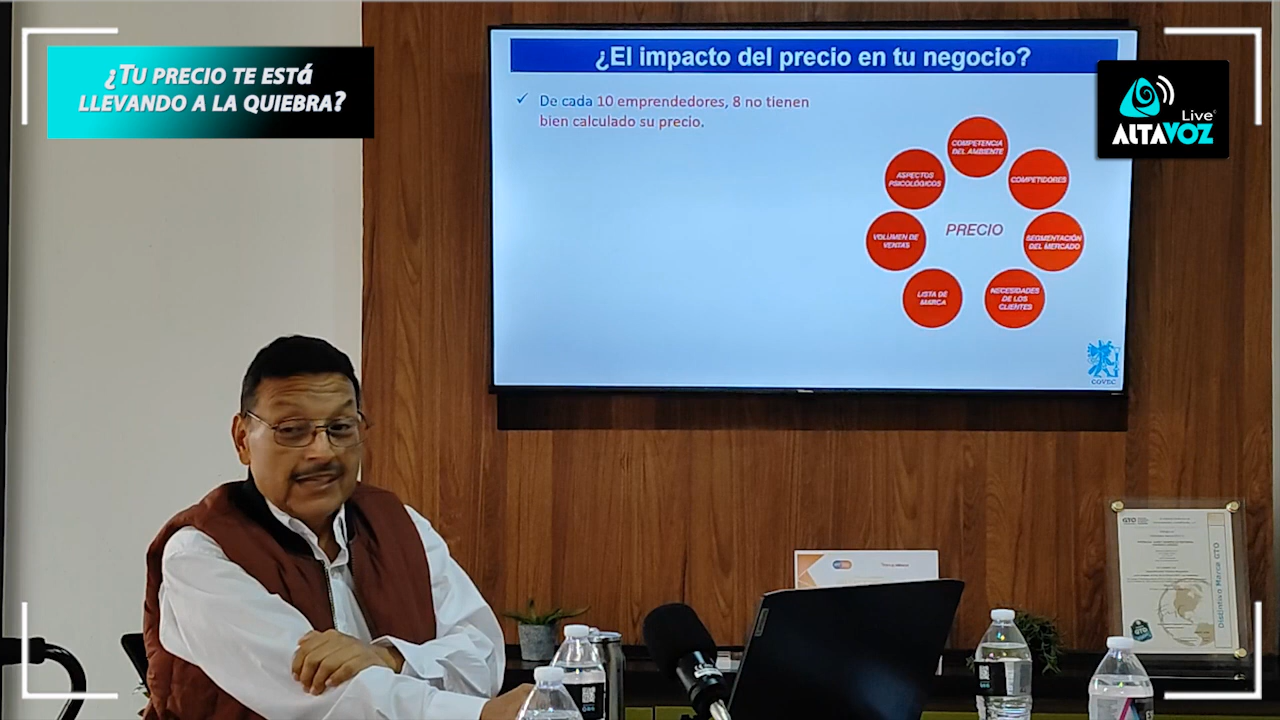 ¿TU PRECIO TE ESTá
LLEVANDO A LA QUIEBRA?
¿El impacto del precio en tu negocio?
✓ De cada 10 emprendedores, 8 no tienen
bien calculado su precio.
COMPETENCIA
DEL AMBIENTE
ASPECTOS
PSICOLÓGICOS
COMPETIDORES
VOLUMEN DE
VENTAS
PRECIO
SEGMENTACIÓN
DEL MERCADO
LISTA DE
MARCA
NECESIDADES
DE LOS
CLIENTES
COVEC
Live
ALTAVOZ
GTO
Distintivo Marca GTO